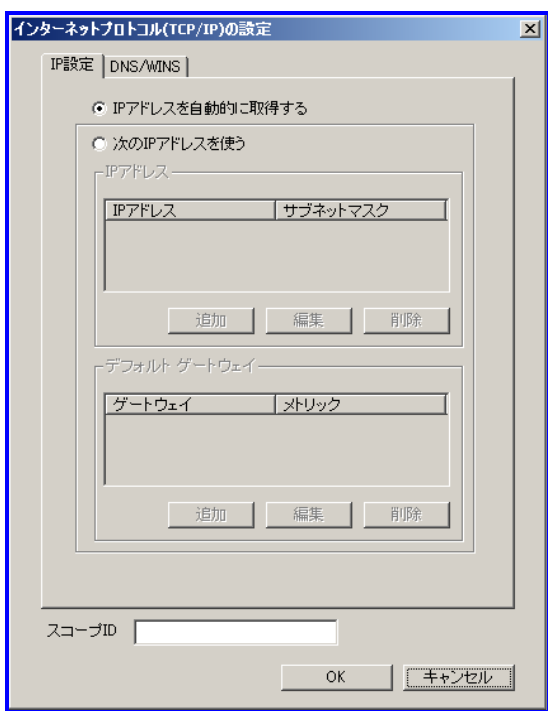 インターネットプロトコル(TCP/IP)の設定
IP設定 DNS/WINS
IPアドレスを自動的に取得する
次のIPアドレスを使う
IPアドレス
IPアドレス サブネットマスク
追加 編集 削除
デフォルト ゲートウェイ
ゲートウェイ メトリック
追加 編集 削除
スコープID
OK キャンセル